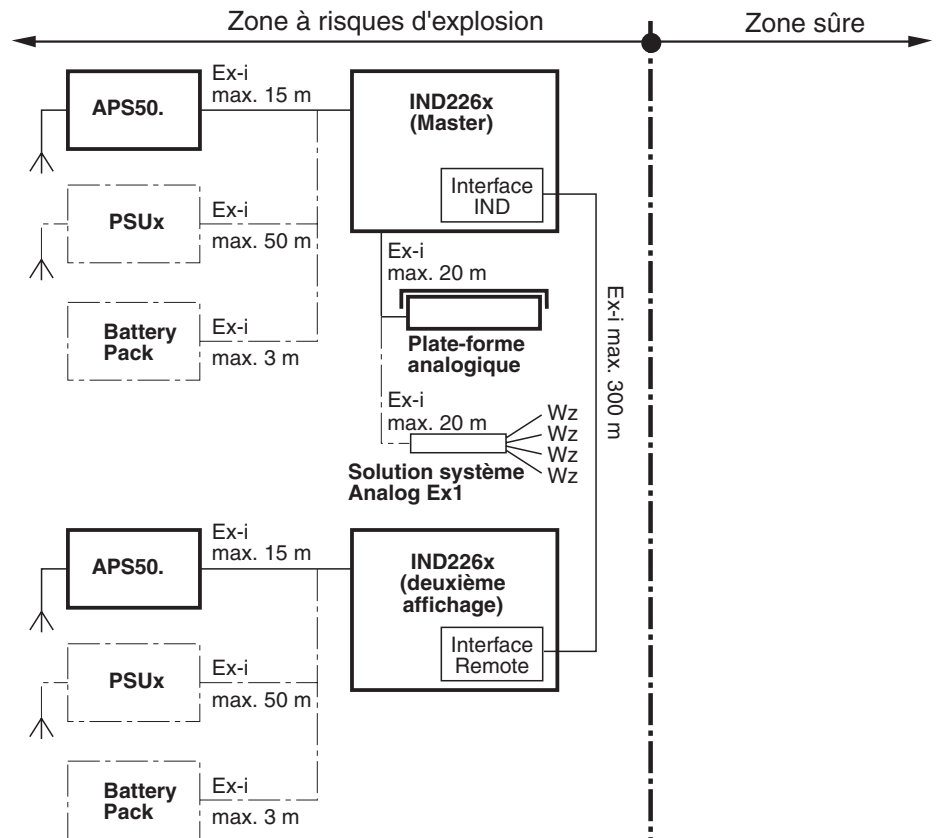 Zone à risques d'explosion
Zone sûre
APS50.
Ex-i
max. 15 m
IND226x
(Master)
Interface
IND
PSUx
Ex-i
max. 50 m
Battery
Pack
Ex-i
max. 3 m
Ex-i
max. 20 m
Plate-forme
analogique
Ex-i max. 300 m
Ex-i
max. 20 m
Wz
Wz
Wz
Wz
Solution système
Analog Ex1
APS50.
Ex-i
max. 15 m
IND226x
(deuxième
affichage)
Interface
Remote
PSUx
Ex-i
max. 50 m
Battery
Pack
Ex-i
max. 3 m